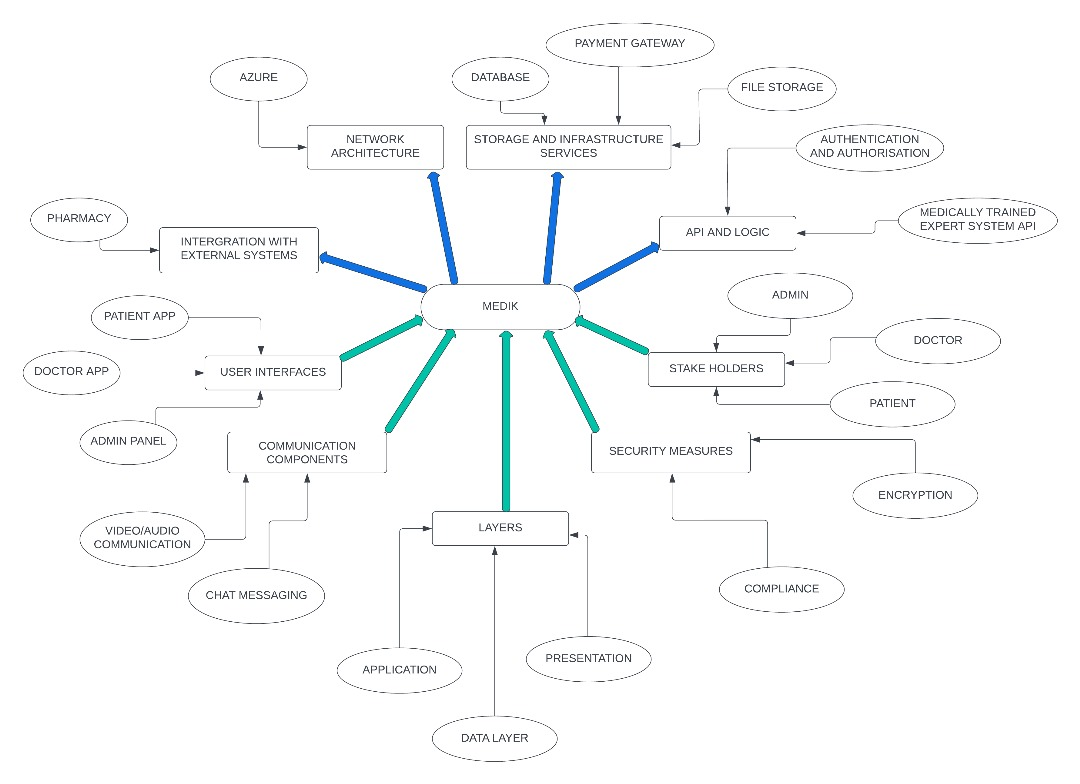 PAYMENT GATEWAY
AZURE
DATABASE
FILE STORAGE
NETWORK
ARCHITECTURE
STORAGE AND INFRASTRUCTURE
SERVICES
AUTHENTICATION
AND AUTHORISATION
PHARMACY
INTERGRATION WITH
EXTERNAL SYSTEMS
API AND LOGIC
MEDICALLY TRAINED
EXPERT SYSTEM API
MEDIK
ADMIN
PATIENT APP
DOCTOR
DOCTOR APP
USER INTERFACES
STAKE HOLDERS
PATIENT
ADMIN PANEL
COMMUNICATION
COMPONENTS
SECURITY MEASURES
ENCRYPTION
VIDEO/AUDIO
COMMUNICATION
LAYERS
CHAT MESSAGING
COMPLIANCE
APPLICATION
PRESENTATION
DATA LAYER